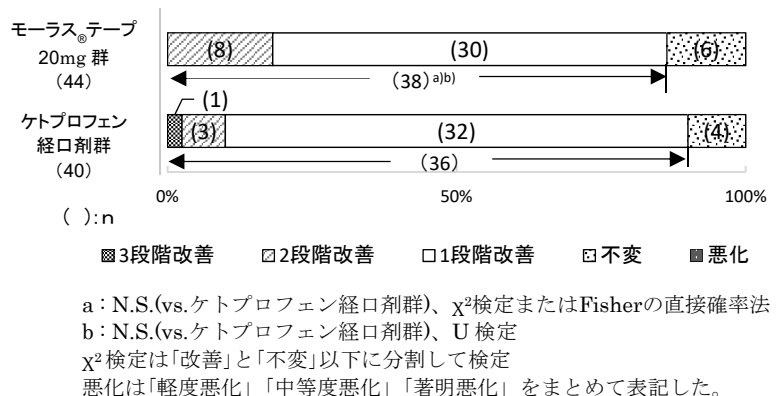 モーラス®テープ
20mg 群
（44）
(8)
(30)
(6)
（38）a)b)
(1)
ケトプロフェン
経口剤群
（40）
(3)
(32)
(4)
（36）
0%
50%
100%
（ ）:n
3段階改善
2段階改善
1段階改善
不変
悪化
a：N.S.(vs.ケトプロフェン経口剤群)、χ²検定またはFisherの直接確率法
b：N.S.(vs.ケトプロフェン経口剤群)、U 検定
χ²検定は「改善」と「不変」以下に分割して検定
悪化は「軽度悪化」「中等度悪化」「著明悪化」をまとめて表記した。